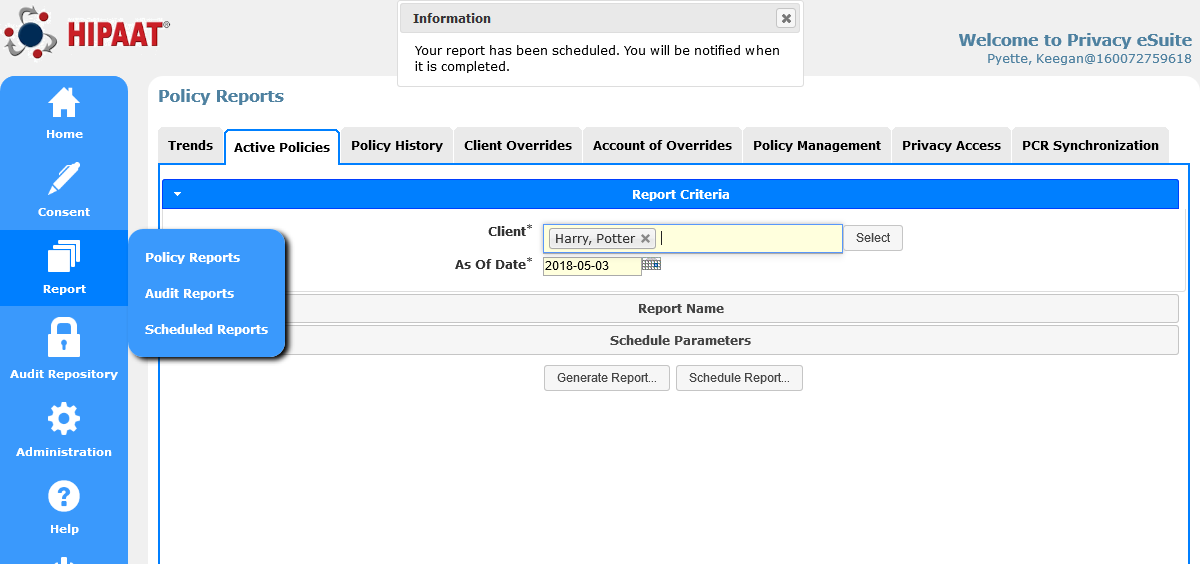 HIPAAT®
Information
Your report has been scheduled. You will be notified when
it is completed.
Welcome to Privacy eSuite
Pyette, Keegan@160072759618
Home
Consent
Report
Audit Repository
Administration
Help
Policy Reports
Audit Reports
Scheduled Reports
Policy Reports
Trends
Active Policies
Policy History
Client Overrides
Account of Overrides
Policy Management
Privacy Access
PCR Synchronization
Report Criteria
Client*
Harry, Potter
Select
As Of Date*
2018-05-03
Report Name
Schedule Parameters
Generate Report...
Schedule Report...